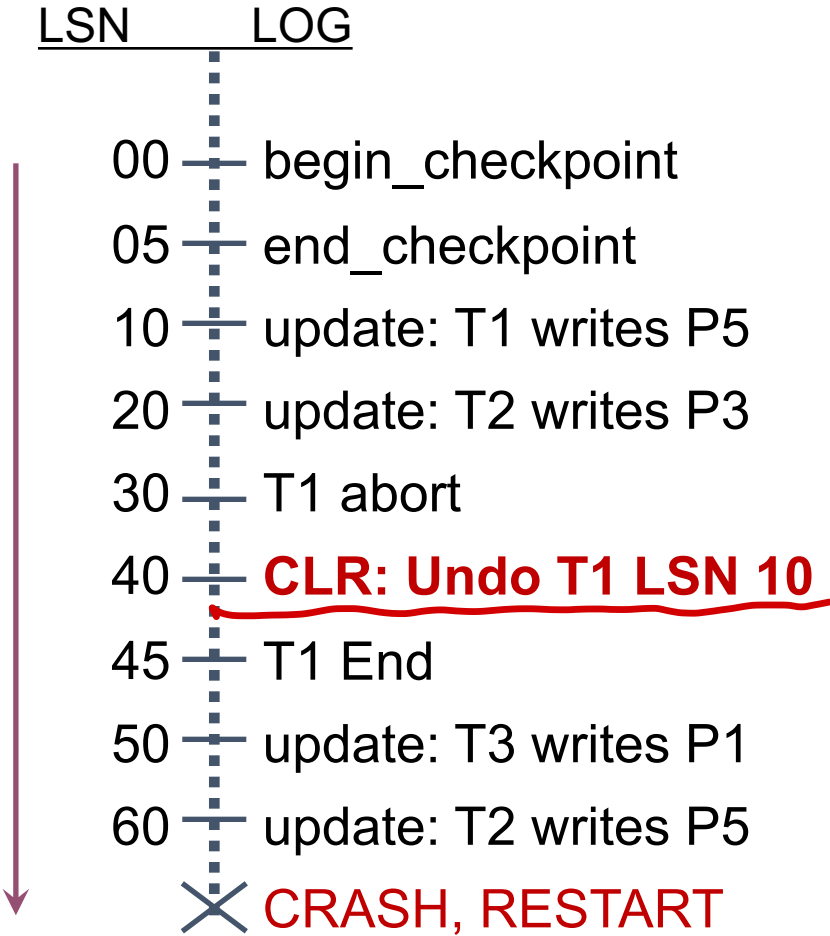 LSN LOG
00 begin_checkpoint
05 end_checkpoint
10 update: T1 writes P5
20 update: T2 writes P3
30 T1 abort
40 CLR: Undo T1 LSN 10
45 T1 End
50 update: T3 writes P1
60 update: T2 writes P5
CRASH, RESTART